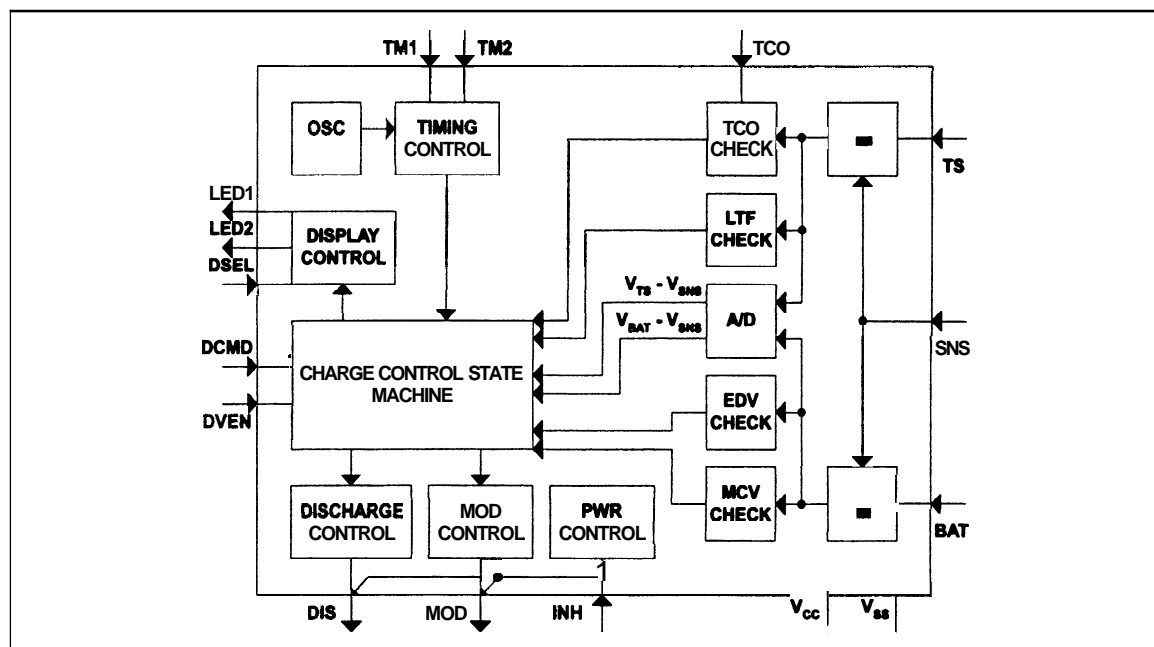 TM1 TM2 TCO
OSC
TIMING
CONTROL
TCO
CHECK
TS
LED1
LED2
DSEL
DISPLAY
CONTROL
LTF
CHECK
V_TS - V_SNS
V_BAT - V_SNS
A/D
SNS
DCMD
DVEN
CHARGE CONTROL STATE
MACHINE
EDV
CHECK
MCV
CHECK
BAT
DISCHARGE
CONTROL
MOD
CONTROL
PWR
CONTROL
DIS MOD INH V_CC V_SS